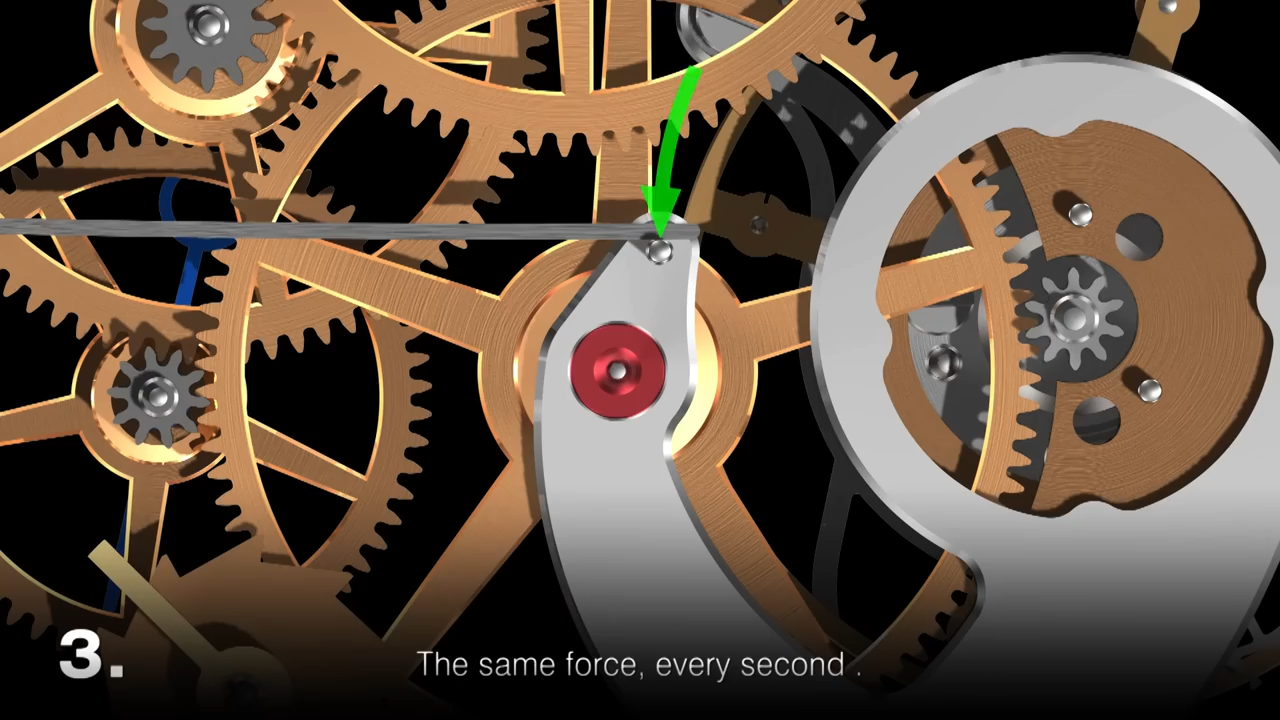 3.
The same force, every second .